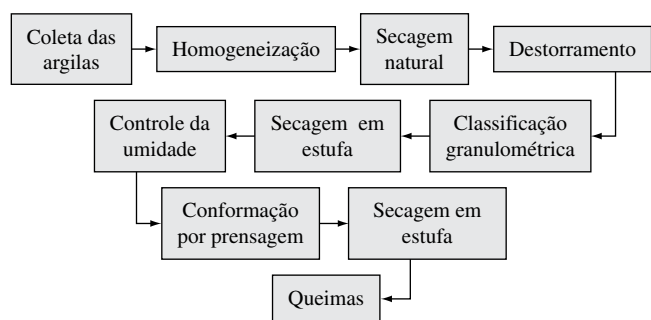 Coleta das
argilas
Homogeneização
Secagem
natural
Destorramento
Controle da
umidade
Secagem em
estufa
Classificação
granulométrica
Conformação
por prensagem
Secagem em
estufa
Queimas